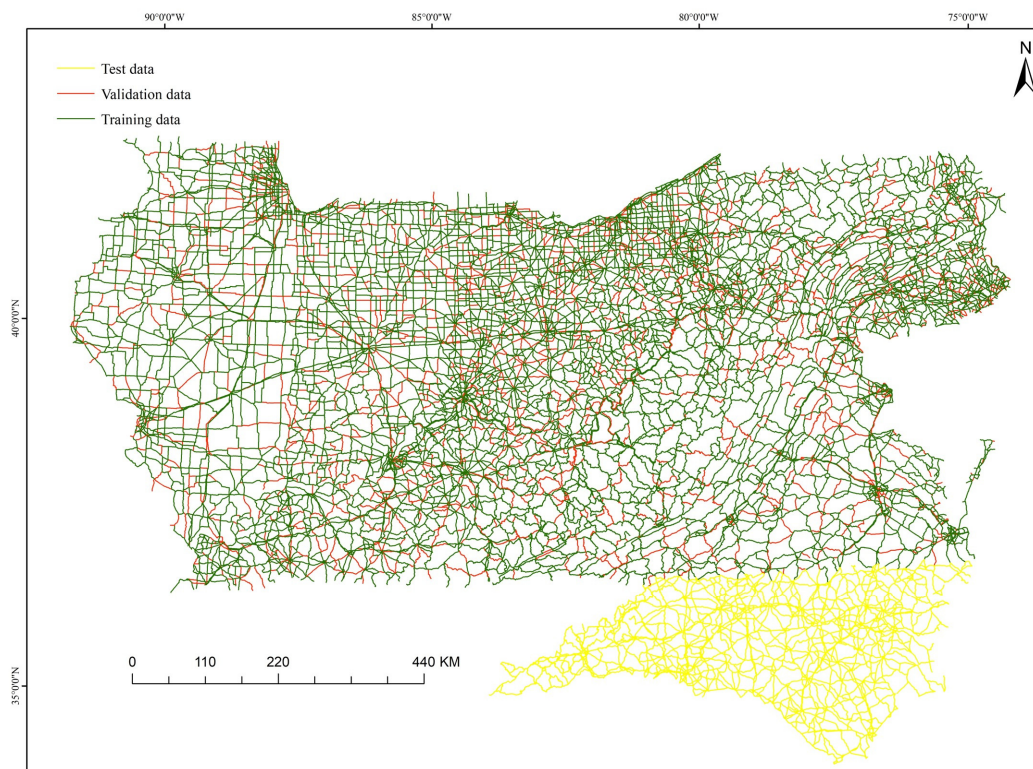 90°0'0"W 85°0'0"W 80°0'0"W 75°0'0"W
N
Test data
Validation data
Training data
40°0'0"N
35°0'0"N
0 110 220 440 KM